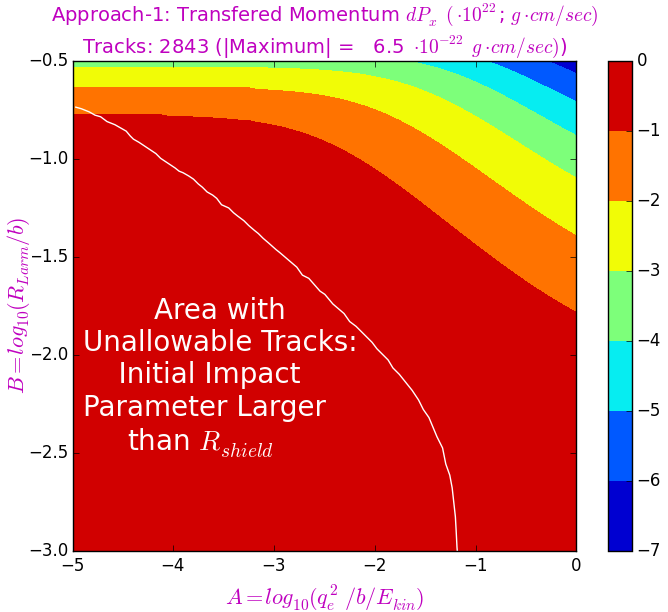 Approach-1: Transfered Momentum dP_x (·10^22; g·cm/sec)
Tracks: 2843 (|Maximum| = 6.5 ·10^−22 g·cm/sec)
−0.5
−1.0
−1.5
−2.0
−2.5
−3.0
B=log_10(R_Larm/b)
Area with
Unallowable Tracks:
Initial Impact
Parameter Larger
than R_shield
−5 −4 −3 −2 −1 0
A=log_10(q_e^2 /b/E_kin)
0
−1
−2
−3
−4
−5
−6
−7